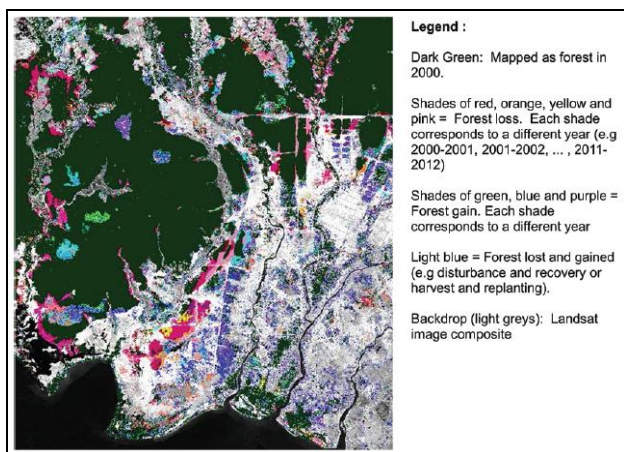 Legend :
Dark Green: Mapped as forest in
2000.
Shades of red, orange, yellow and
pink = Forest loss. Each shade
corresponds to a different year (e.g
2000-2001, 2001-2002, ... , 2011-
2012)
Shades of green, blue and purple =
Forest gain. Each shade
corresponds to a different year
Light blue = Forest lost and gained
(e.g disturbance and recovery or
harvest and replanting).
Backdrop (light greys): Landsat
image composite